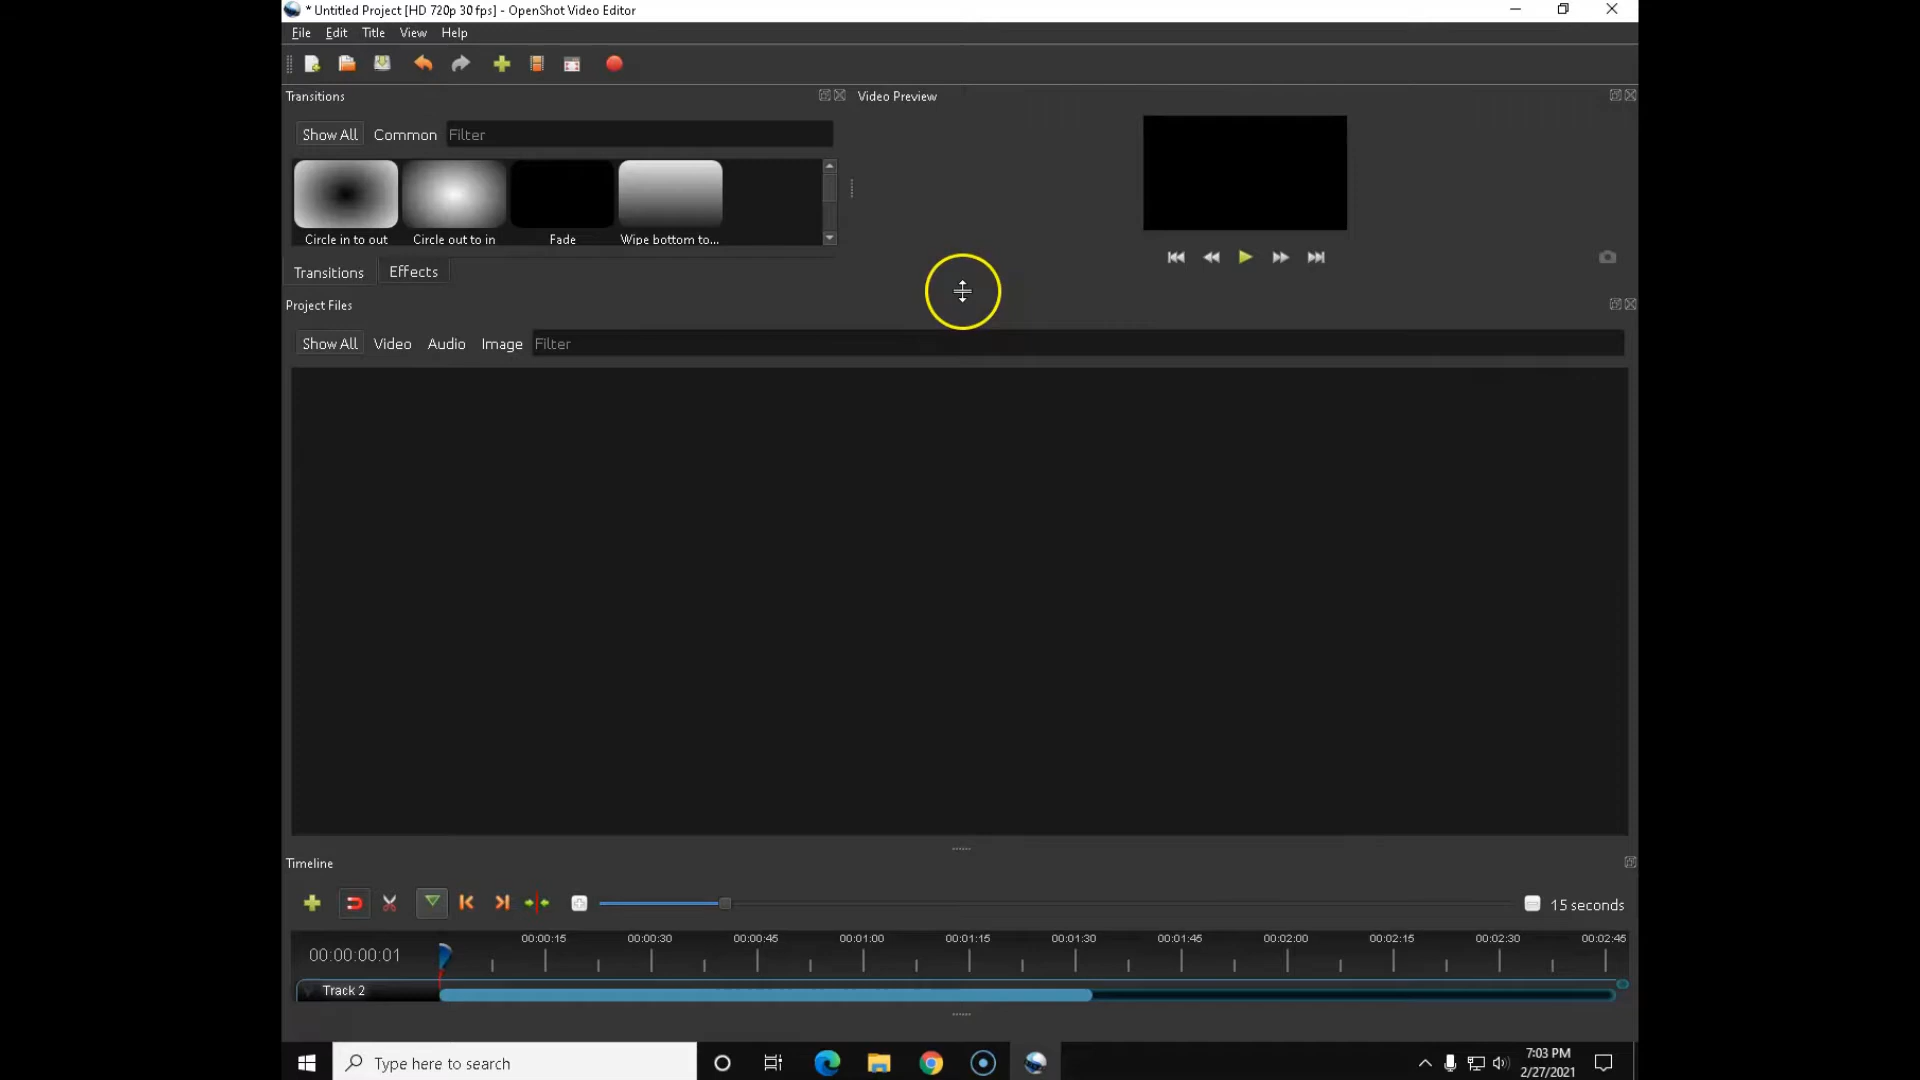 * Untitled Project [HD 720p 30 fps] - OpenShot Video Editor
File Edit Title View Help
Transitions
Video Preview
Show All Common Filter
Circle in to out Circle out to in Fade Wipe bottom to...
Transitions Effects
Project Files
Show All Video Audio Image Filter
Timeline
15 seconds
00:00:15 00:00:30 00:00:45 00:01:00 00:01:15 00:01:30 00:01:45 00:02:00 00:02:15 00:02:30 00:02:45
00:00:00:01
Track 2
Type here to search
7:03 PM
2/27/2021